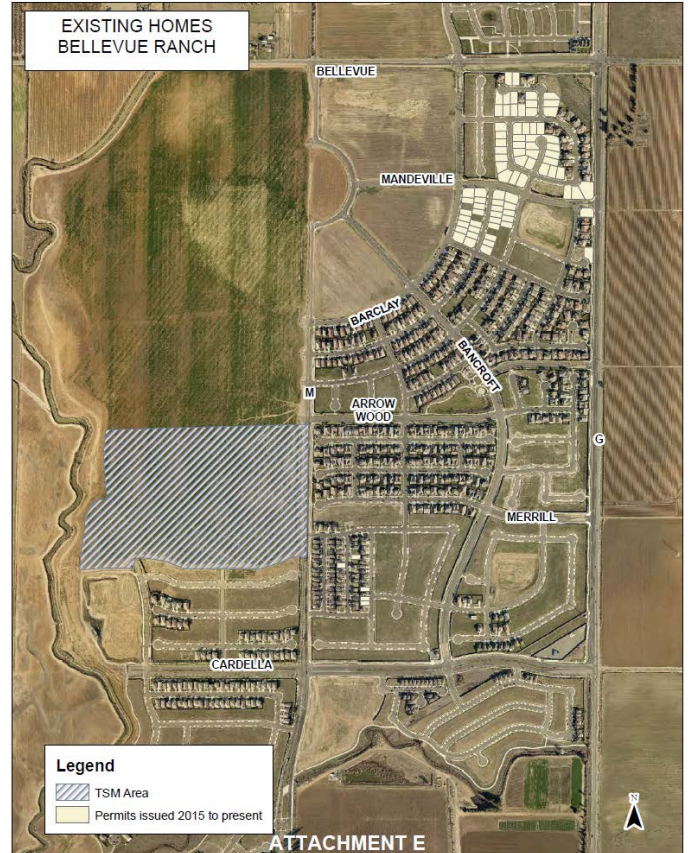 EXISTING HOMES
BELLEVUE RANCH
BELLEVUE
MANDEVILLE
BARCLAY
BANCROFT
M
ARROW
WOOD
G
MERRILL
CARDELLA
Legend
TSM Area
Permits issued 2015 to present
N
ATTACHMENT E